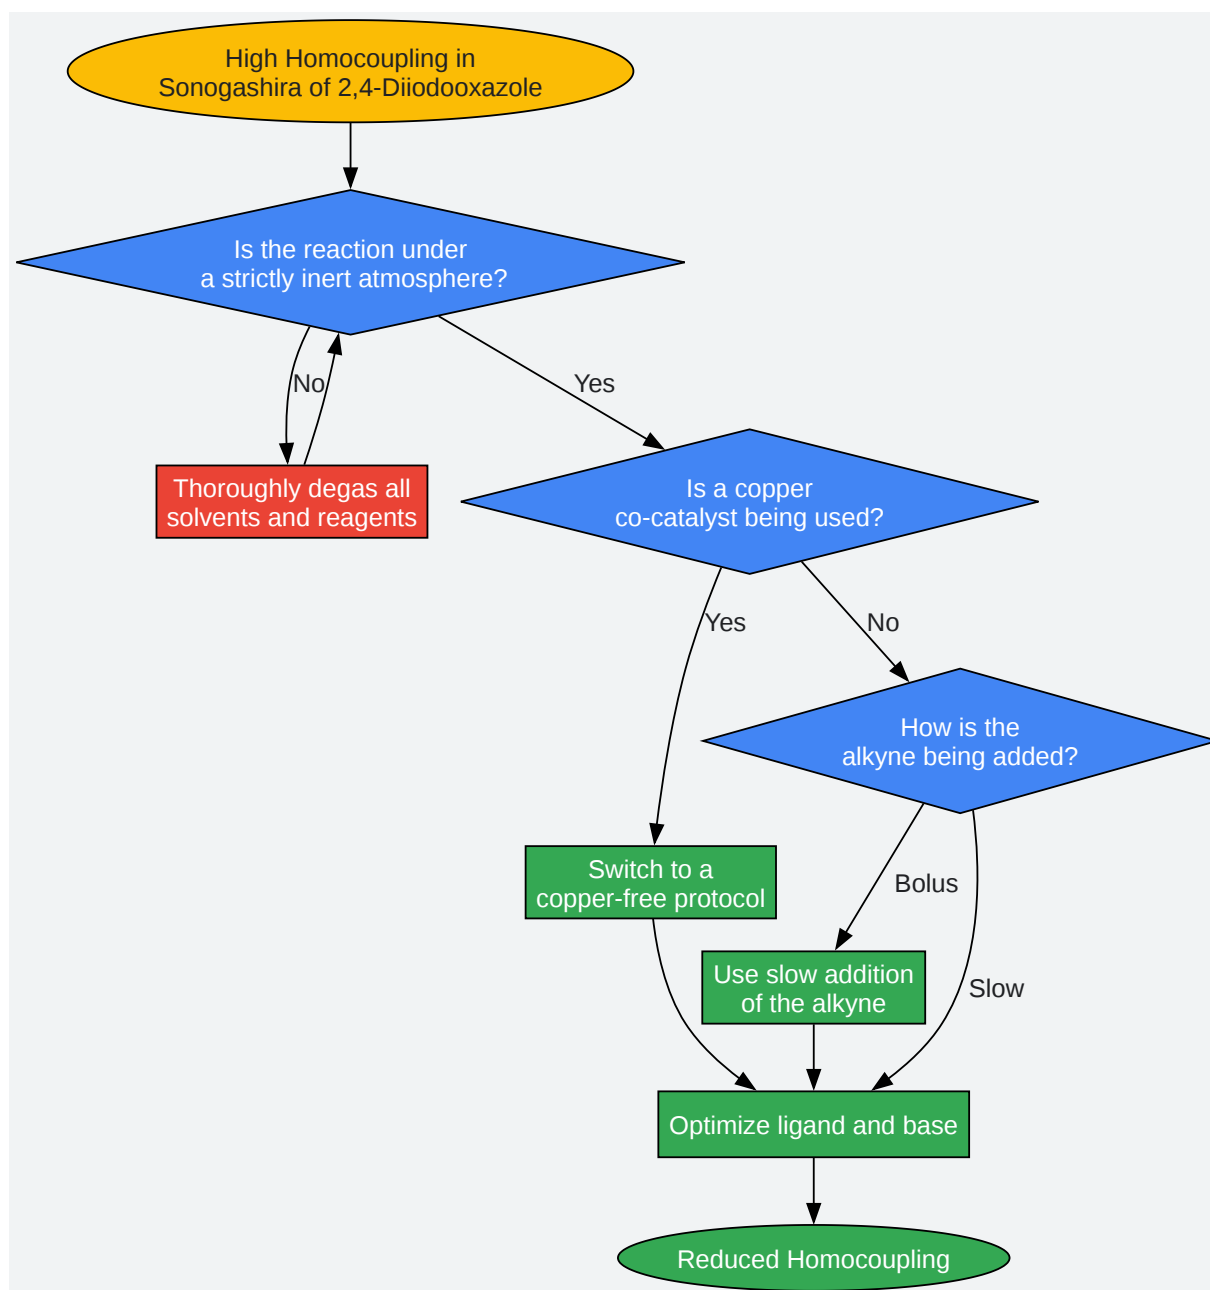 High Homocoupling in
Sonogashira of 2,4-Diiodooxazole
Is the reaction under
a strictly inert atmosphere?
No
Yes
Thoroughly degas all
solvents and reagents
Is a copper
co-catalyst being used?
Yes
No
How is the
alkyne being added?
Switch to a
copper-free protocol
Bolus
Use slow addition
of the alkyne
Slow
Optimize ligand and base
Reduced Homocoupling